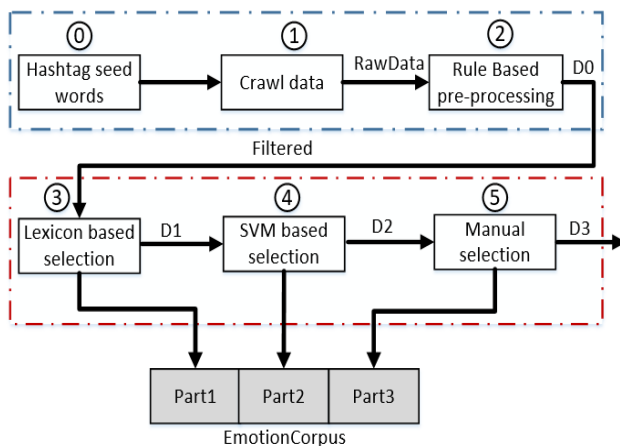 0
1
2
Hashtag seed
words
Crawl data
RawData
Rule Based
pre-processing
D0
Filtered
3
4
5
Lexicon based
selection
D1
SVM based
selection
D2
Manual
selection
D3
Part1
Part2
Part3
EmotionCorpus